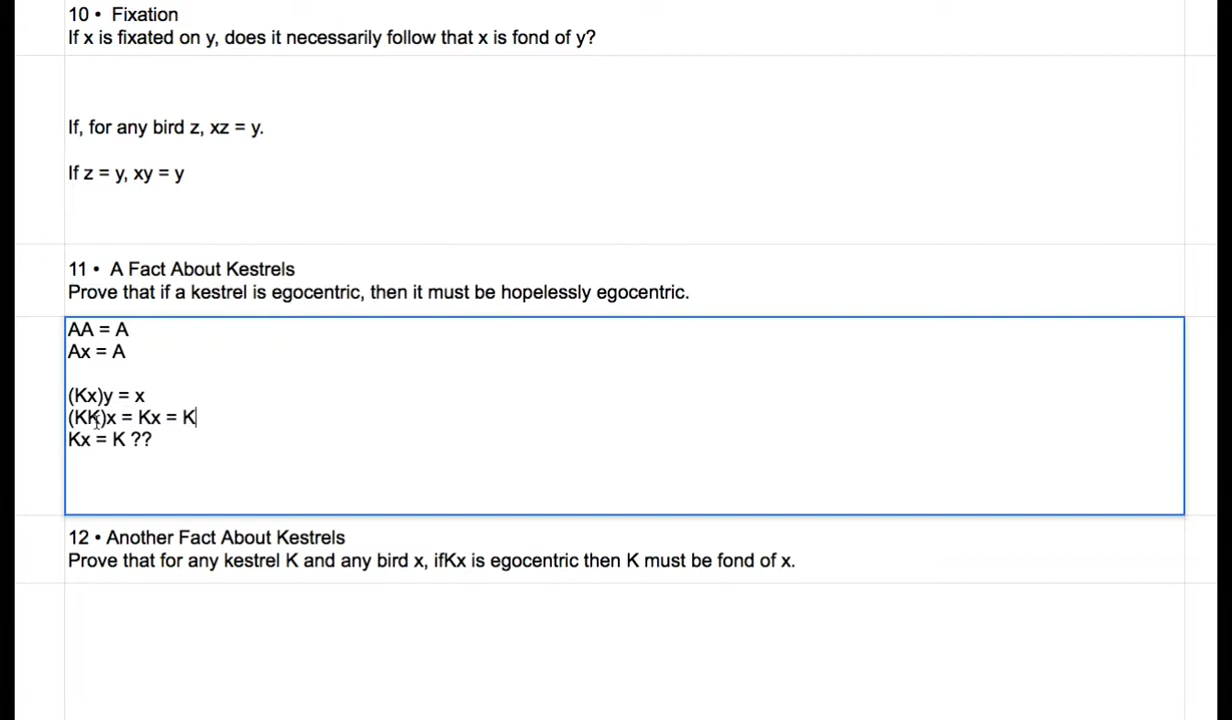 10 • Fixation
If x is fixated on y, does it necessarily follow that x is fond of y?
If, for any bird z, xz = y.
If z = y, xy = y
11 • A Fact About Kestrels
Prove that if a kestrel is egocentric, then it must be hopelessly egocentric.
AA = A
Ax = A
(Kx)y = x
(KK)x = Kx = K
Kx = K ??
12 • Another Fact About Kestrels
Prove that for any kestrel K and any bird x, ifKx is egocentric then K must be fond of x.